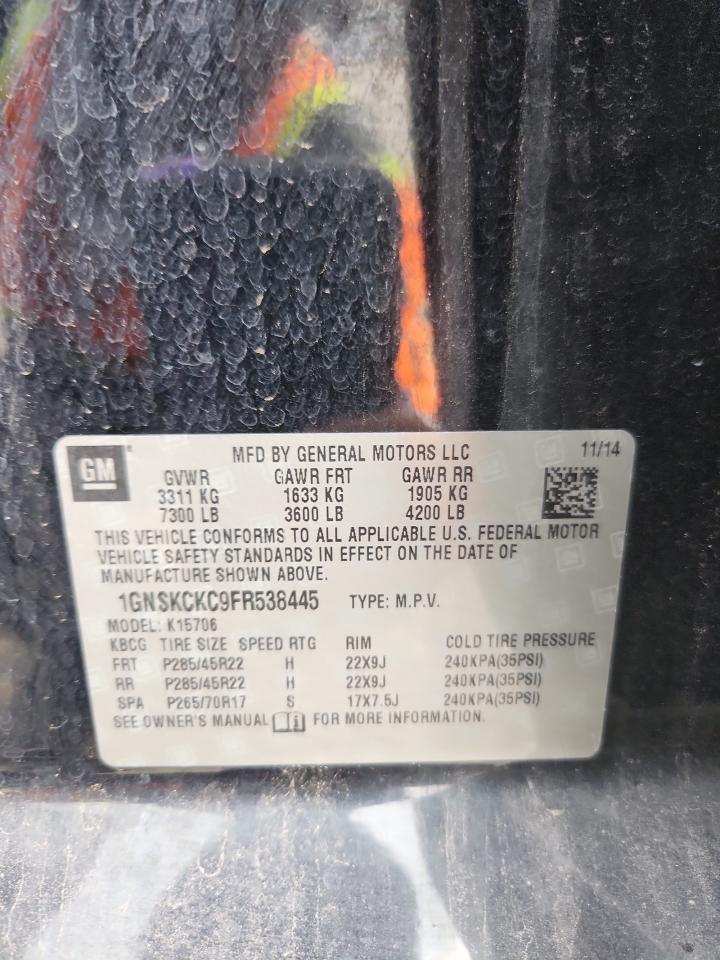 GM MFD BY GENERAL MOTORS LLC 11/14
GVWR GAWR FRT GAWR RR
3311 KG 1633 KG 1905 KG
7300 LB 3600 LB 4200 LB
THIS VEHICLE CONFORMS TO ALL APPLICABLE U.S. FEDERAL MOTOR
VEHICLE SAFETY STANDARDS IN EFFECT ON THE DATE OF
MANUFACTURE SHOWN ABOVE.
1GNSKCKC9FR538445 TYPE: M.P.V.
MODEL: K15706
KBCG TIRE SIZE SPEED RTG RIM COLD TIRE PRESSURE
FRT P285/45R22 H 22X9J 240KPA(35PSI)
RR P285/45R22 H 22X9J 240KPA(35PSI)
SPA P265/70R17 S 17X7.5J 240KPA(35PSI)
SEE OWNER'S MANUAL FOR MORE INFORMATION.